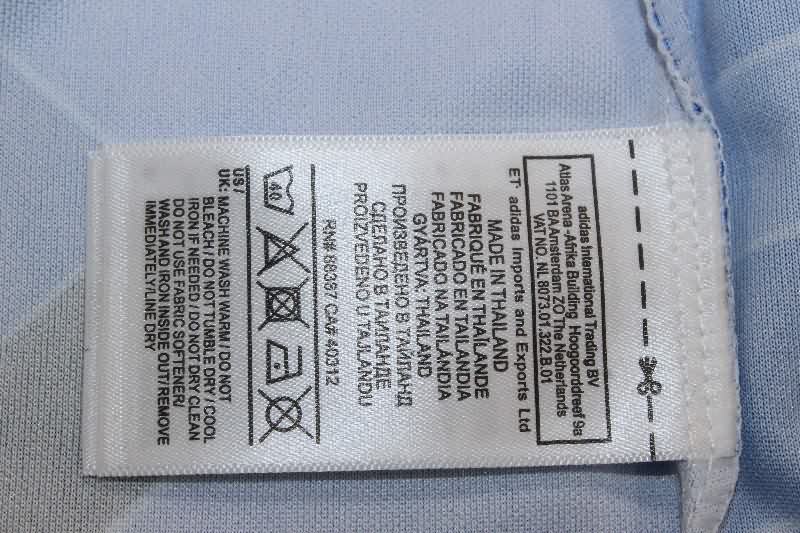 adidas International Trading BV
Atlas Arena -Afrika Building Hoogoorddreef 9a
1101 BA Amsterdam ZO The Netherlands
VAT NO. NL 8073.01.322.B.01
ET: adidas Imports and Exports Ltd
MADE IN THAILAND
FABRIQUÉ EN THAÏLANDE
FABRICADO EN TAILANDIA
FABRICADO NA TAILÂNDIA
GYÁRTVA: THAIFÖLD
ПРОИЗВЕДЕНО В ТАЙЛАНД
СДЕЛАНО В ТАИЛАНДЕ
PROIZVEDENO U TAJLANDU
RN# 88387 CA# 40312
40
US /
UK: MACHINE WASH WARM / DO NOT
BLEACH / DO NOT TUMBLE DRY / COOL
IRON IF NEEDED / DO NOT DRY CLEAN
DO NOT USE FABRIC SOFTENER/
WASH AND IRON INSIDE OUT/REMOVE
IMMEDIATELY/LINE DRY